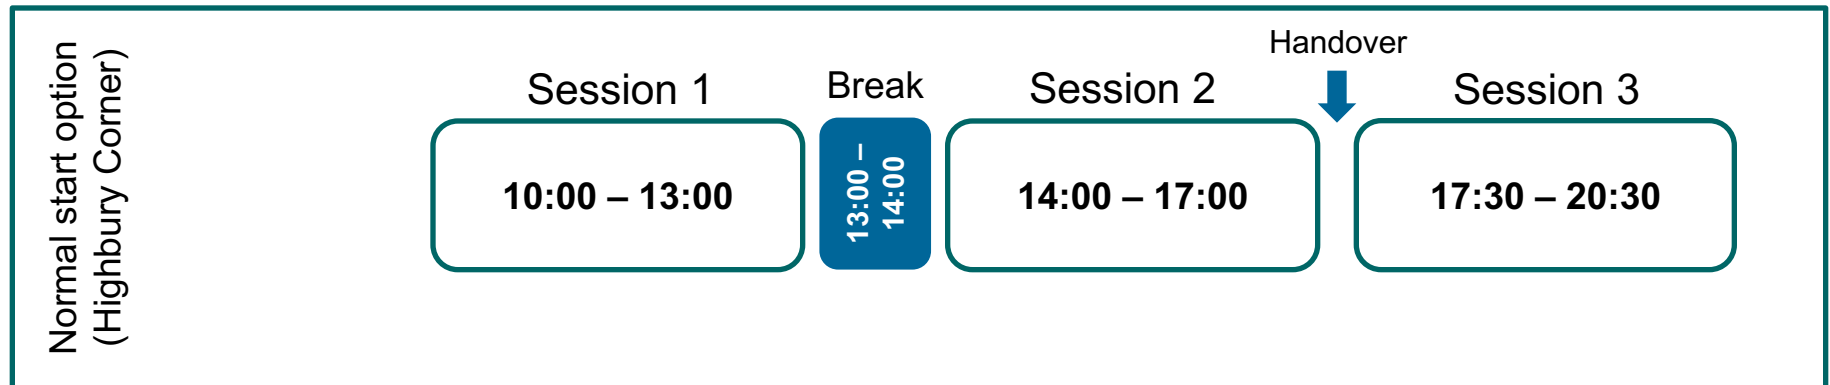 Normal start option
(Highbury Corner)
Handover
Session 1
Break
Session 2
Session 3
10:00 – 13:00
13:00 –
14:00
14:00 – 17:00
17:30 – 20:30